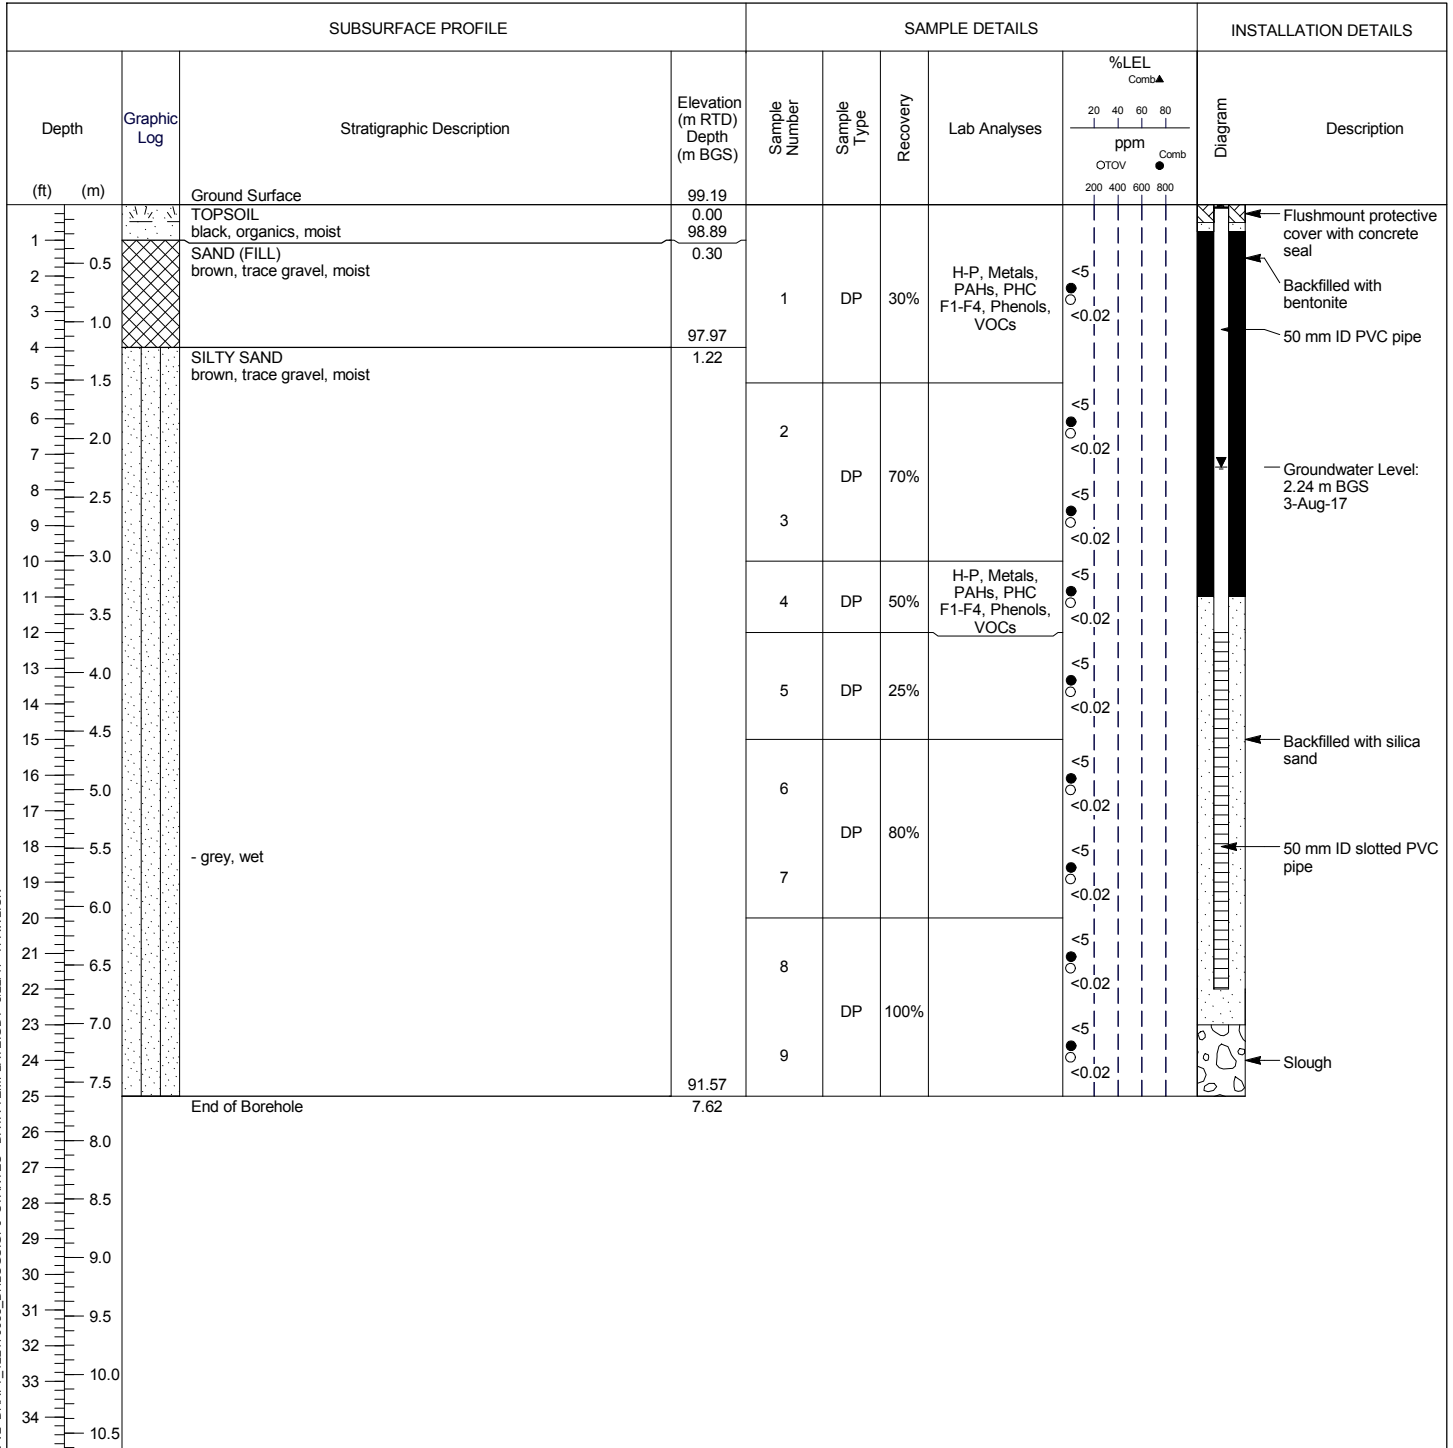 SUBSURFACE PROFILE
SAMPLE DETAILS
INSTALLATION DETAILS
Depth
(ft)
(m)
Graphic
Log
Stratigraphic Description
Elevation
(m RTD)
Depth
(m BGS)
Sample
Number
Sample
Type
Recovery
Lab Analyses
%LEL
Comb▲
20 40 60 80
ppm
OTOV
● Comb
200 400 600 800
Diagram
Description
Ground Surface
99.19
TOPSOIL
0.00
black, organics, moist
98.89
SAND (FILL)
0.30
brown, trace gravel, moist
97.97
SILTY SAND
1.22
brown, trace gravel, moist
- grey, wet
91.57
End of Borehole
7.62
1
2
3
4
5
6
7
8
9
10
11
12
13
14
15
16
17
18
19
20
21
22
23
24
25
26
27
28
29
30
31
32
33
34
0.5
1.0
1.5
2.0
2.5
3.0
3.5
4.0
4.5
5.0
5.5
6.0
6.5
7.0
7.5
8.0
8.5
9.0
9.5
10.0
10.5
1
DP
30%
H-P, Metals,
PAHs, PHC
F1-F4, Phenols,
VOCs
<5
<0.02
2
<5
<0.02
DP
70%
3
<5
<0.02
4
DP
50%
H-P, Metals,
PAHs, PHC
F1-F4, Phenols,
VOCs
<5
<0.02
5
DP
25%
<5
<0.02
6
<5
<0.02
DP
80%
7
<5
<0.02
8
<5
<0.02
DP
100%
9
<5
<0.02
Flushmount protective
cover with concrete
seal
Backfilled with
bentonite
50 mm ID PVC pipe
Groundwater Level:
2.24 m BGS
3-Aug-17
Backfilled with silica
sand
50 mm ID slotted PVC
pipe
Slough